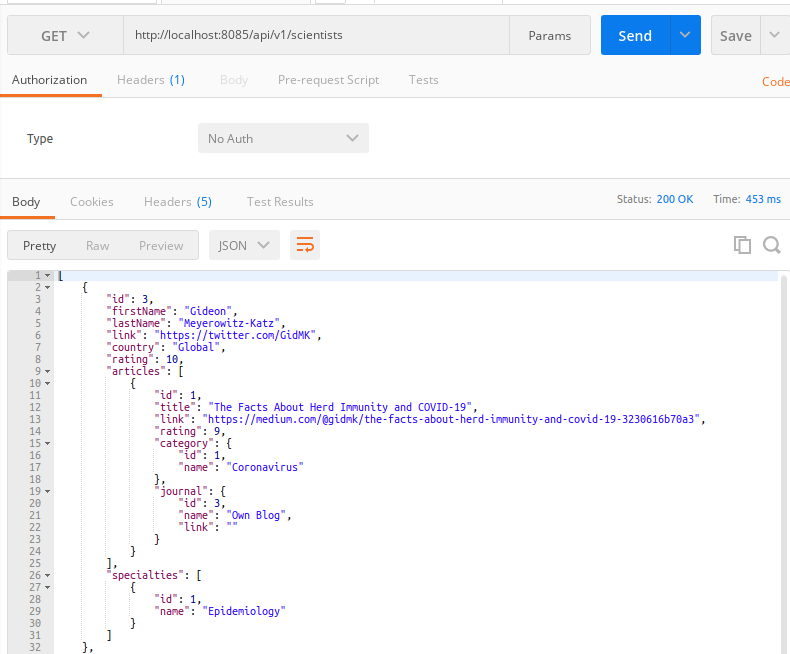 GET http://localhost:8085/api/v1/scientists Params Send Save
Authorization Headers (1) Body Pre-request Script Tests Code
Type No Auth
Body Cookies Headers (5) Test Results Status: 200 OK Time: 453 ms
Pretty Raw Preview JSON
1 [
2 {
3 "id": 3,
4 "firstName": "Gideon",
5 "lastName": "Meyerowitz-Katz",
6 "link": "https://twitter.com/GidMK",
7 "country": "Global",
8 "rating": 10,
9 "articles": [
10 {
11 "id": 1,
12 "title": "The Facts About Herd Immunity and COVID-19",
13 "link": "https://medium.com/@gidmk/the-facts-about-herd-immunity-and-covid-19-3230616b70a3",
14 "rating": 9,
15 "category": {
16 "id": 1,
17 "name": "Coronavirus"
18 },
19 "journal": {
20 "id": 3,
21 "name": "Own Blog",
22 "link": ""
23 }
24 }
25 ],
26 "specialties": [
27 {
28 "id": 1,
29 "name": "Epidemiology"
30 }
31 ]
32 },